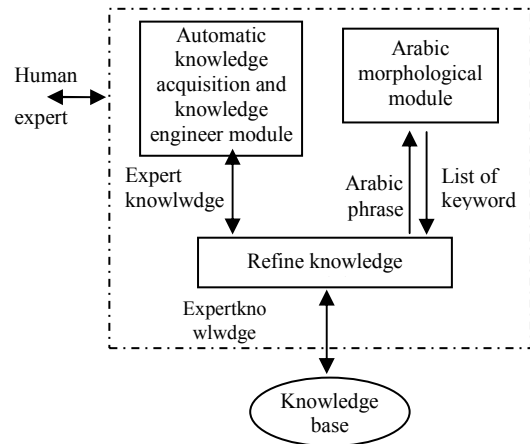 Human
expert
Automatic
knowledge
acquisition and
knowledge
engineer module
Arabic
morphological
module
Expert
knowlwdge
Arabic
phrase
List of
keyword
Refine knowledge
Expertkno
wlwdge
Knowledge
base